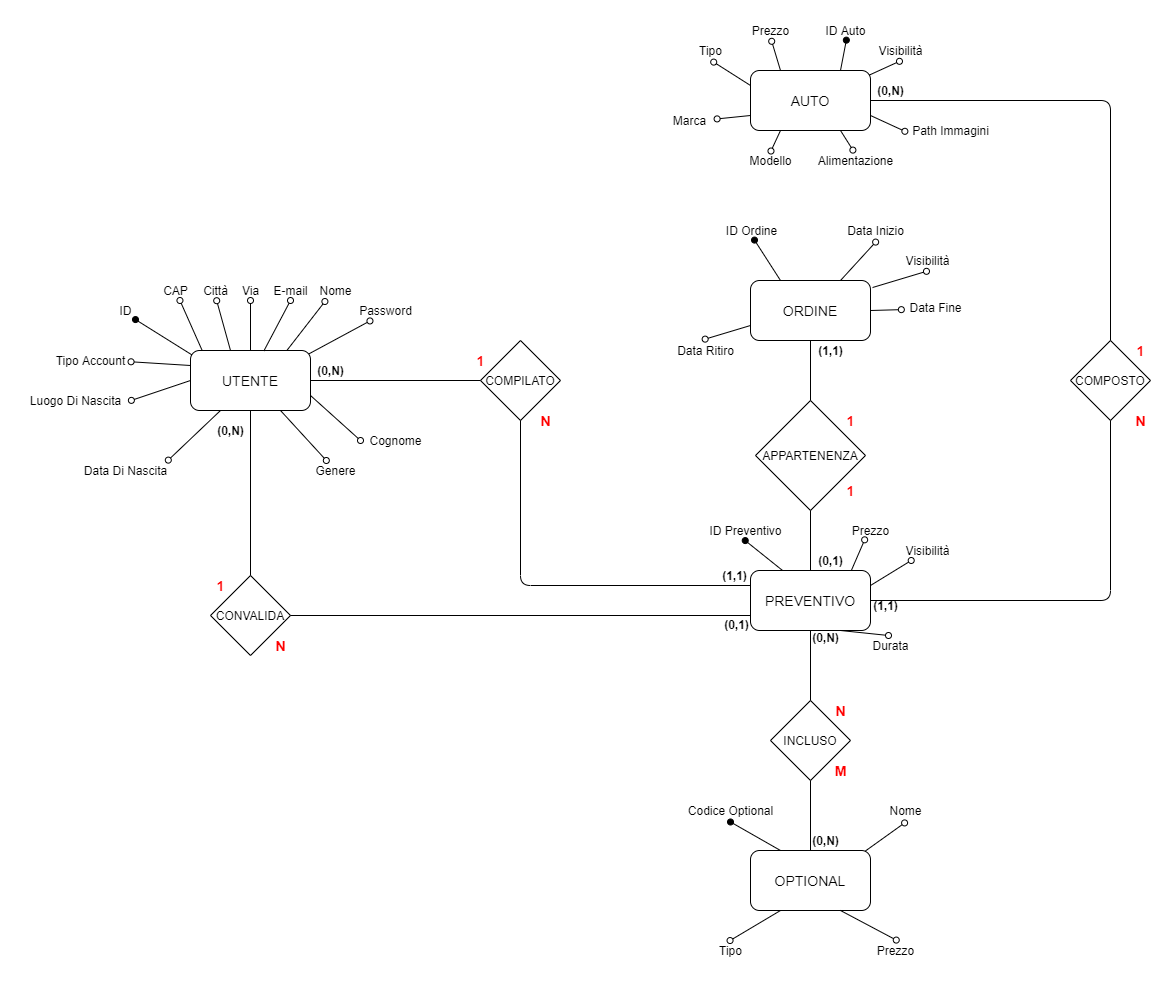 Prezzo
ID Auto
Tipo
Visibilità
AUTO
(0,N)
Marca
Path Immagini
Modello
Alimentazione
ID Ordine
Data Inizio
Visibilità
ORDINE
Data Fine
Data Ritiro
(1,1)
CAP
Città
Via
E-mail
Nome
ID
Password
Tipo Account
UTENTE
(0,N)
Luogo Di Nascita
(0,N)
Cognome
Data Di Nascita
Genere
1
COMPILATO
N
1
COMPOSTO
N
1
APPARTENENZA
1
ID Preventivo
Prezzo
Visibilità
(0,1)
(1,1)
PREVENTIVO
(1,1)
(0,1)
(0,N)
Durata
1
CONVALIDA
N
N
INCLUSO
M
Codice Optional
Nome
(0,N)
OPTIONAL
Tipo
Prezzo